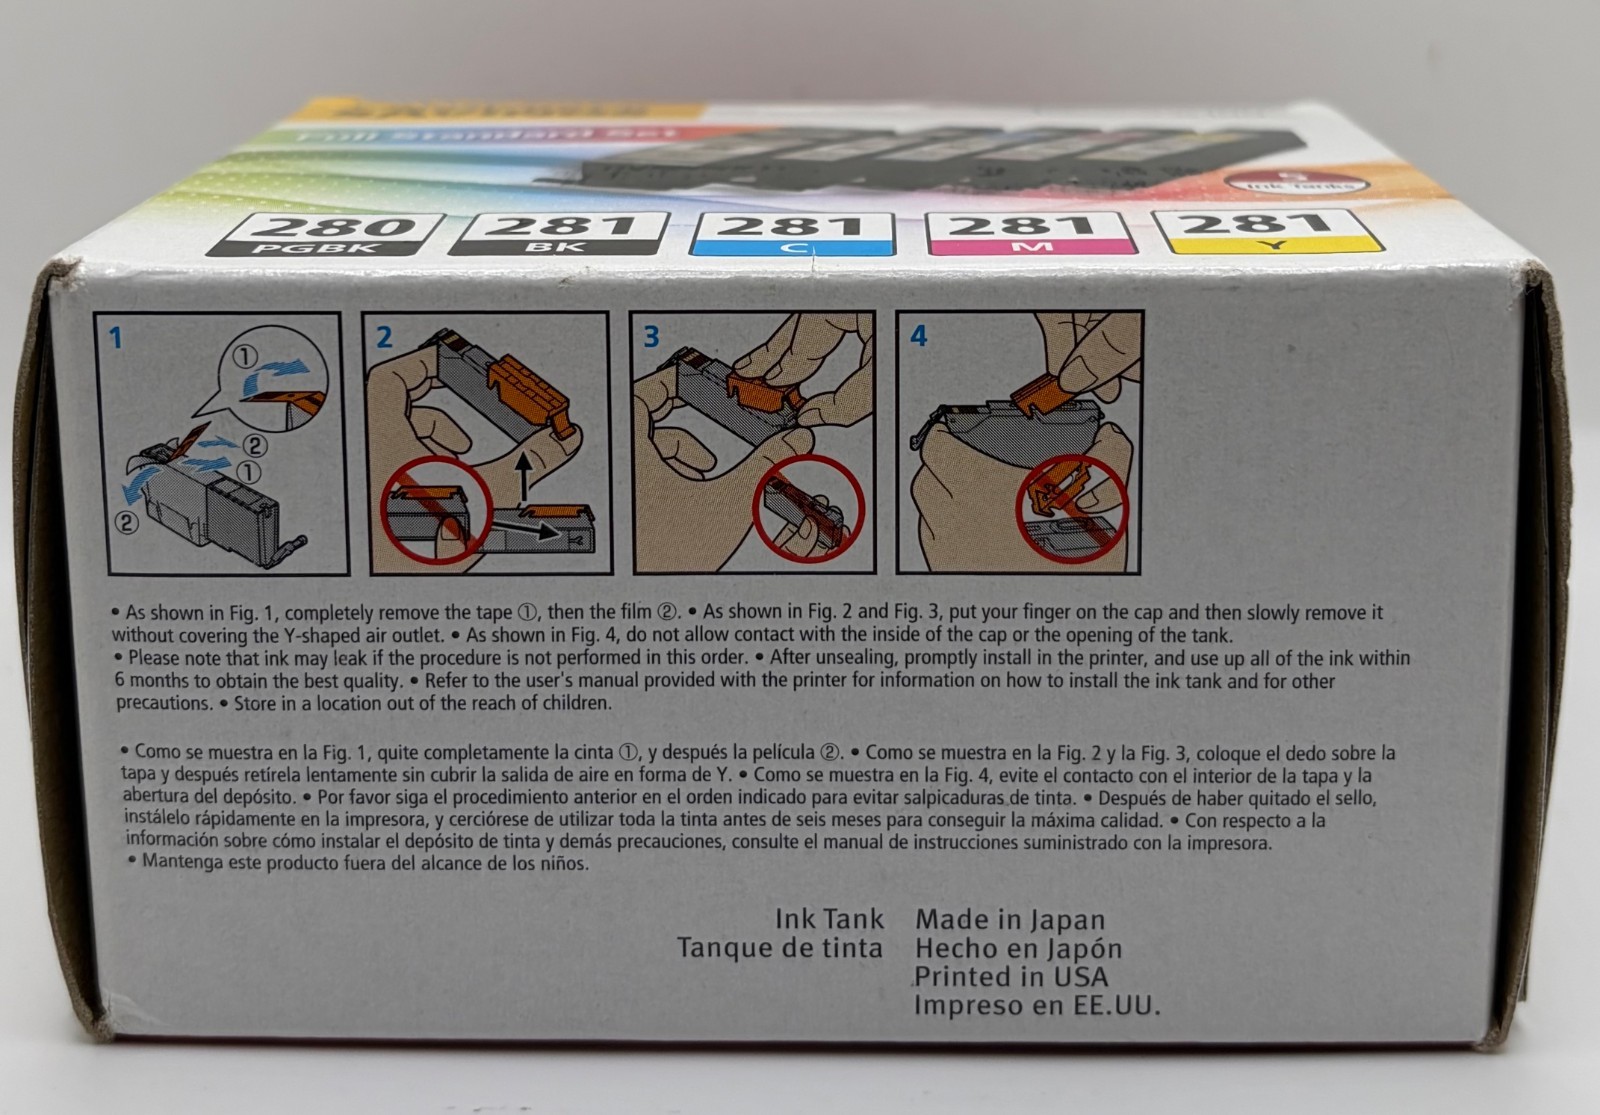 Full Standard Set
5
Ink Tanks
280 281 281 281 281
PGBK BK C M Y
1 2 3 4
① ② ① ②
• As shown in Fig. 1, completely remove the tape ①, then the film ②. • As shown in Fig. 2 and Fig. 3, put your finger on the cap and then slowly remove it
without covering the Y-shaped air outlet. • As shown in Fig. 4, do not allow contact with the inside of the cap or the opening of the tank.
• Please note that ink may leak if the procedure is not performed in this order. • After unsealing, promptly install in the printer, and use up all of the ink within
6 months to obtain the best quality. • Refer to the user's manual provided with the printer for information on how to install the ink tank and for other
precautions. • Store in a location out of the reach of children.
• Como se muestra en la Fig. 1, quite completamente la cinta ①, y después la película ②. • Como se muestra en la Fig. 2 y la Fig. 3, coloque el dedo sobre la
tapa y después retírela lentamente sin cubrir la salida de aire en forma de Y. • Como se muestra en la Fig. 4, evite el contacto con el interior de la tapa y la
abertura del depósito. • Por favor siga el procedimiento anterior en el orden indicado para evitar salpicaduras de tinta. • Después de haber quitado el sello,
instálelo rápidamente en la impresora, y cerciórese de utilizar toda la tinta antes de seis meses para conseguir la máxima calidad. • Con respecto a la
información sobre cómo instalar el depósito de tinta y demás precauciones, consulte el manual de instrucciones suministrado con la impresora.
• Mantenga este producto fuera del alcance de los niños.
Ink Tank Made in Japan
Tanque de tinta Hecho en Japón
Printed in USA
Impreso en EE.UU.